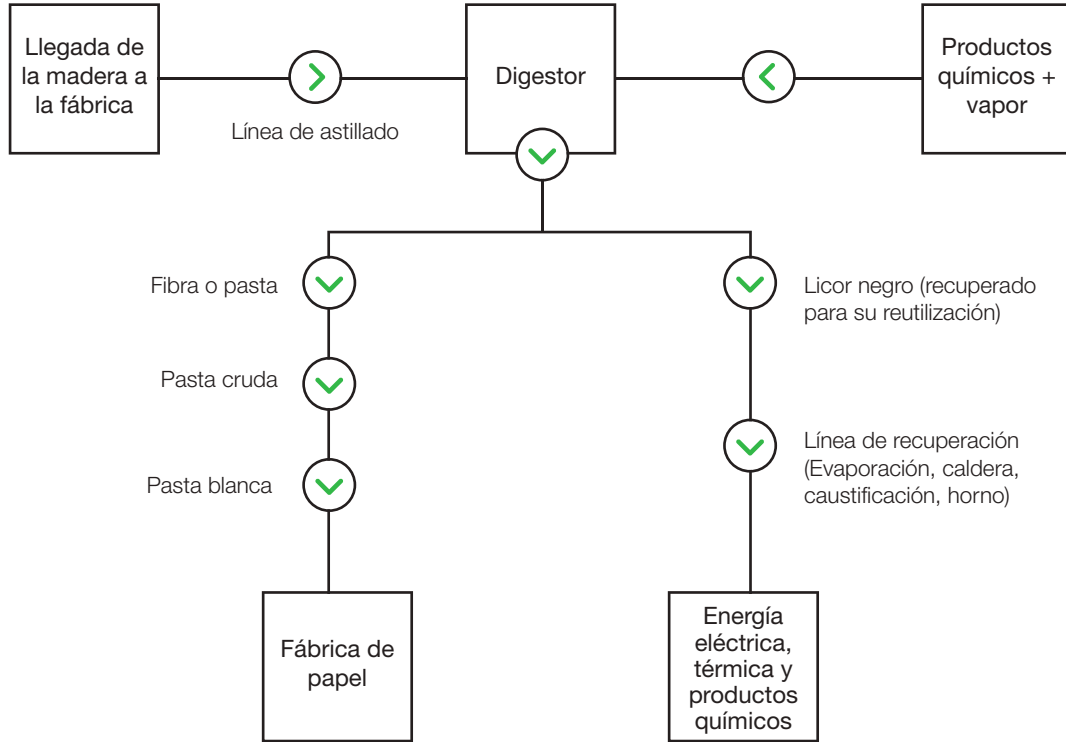 Llegada de
la madera a
la fábrica
Línea de astillado
Digestor
Productos
químicos +
vapor
Fibra o pasta
Pasta cruda
Pasta blanca
Fábrica de
papel
Licor negro (recuperado
para su reutilización)
Línea de recuperación
(Evaporación, caldera,
caustificación, horno)
Energía
eléctrica,
térmica y
productos
químicos